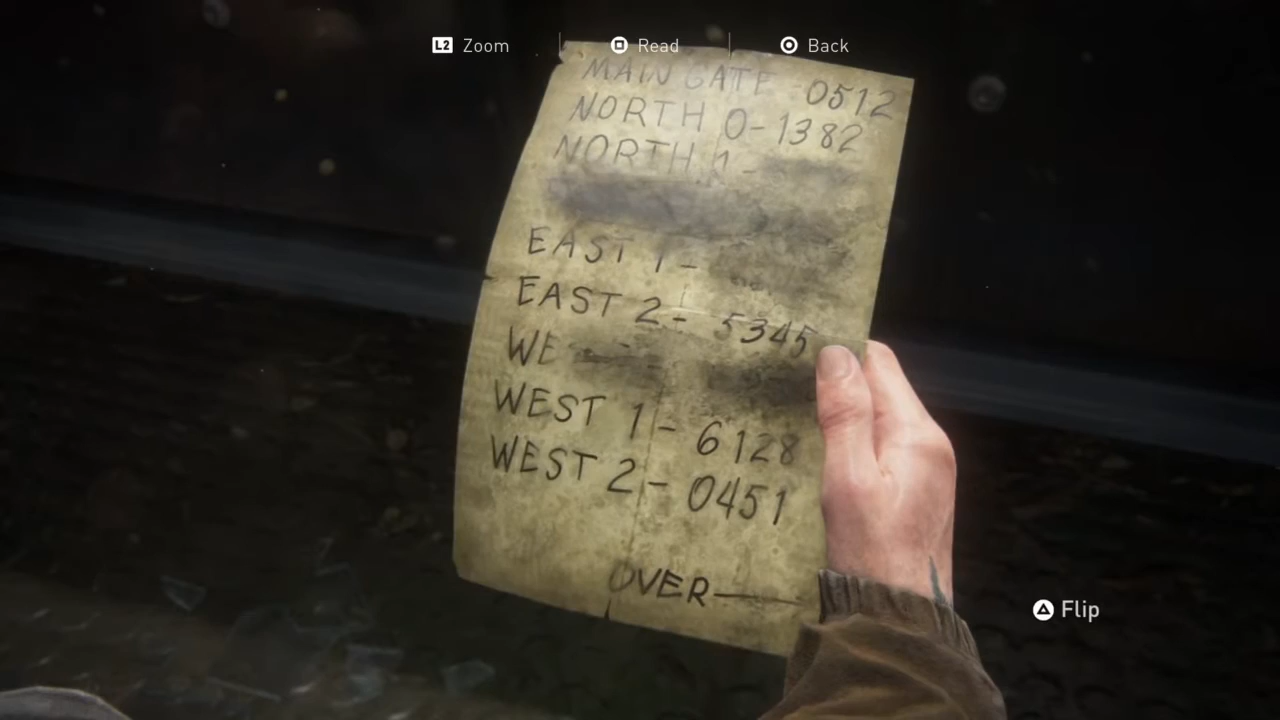 L2 Zoom
Read
Back
MAIN GATE 0512
NORTH 0-1382
NORTH 1 -
EAST 1 -
EAST 2 - 5345
WE
WEST 1 - 6128
WEST 2 - 0451
OVER
Flip